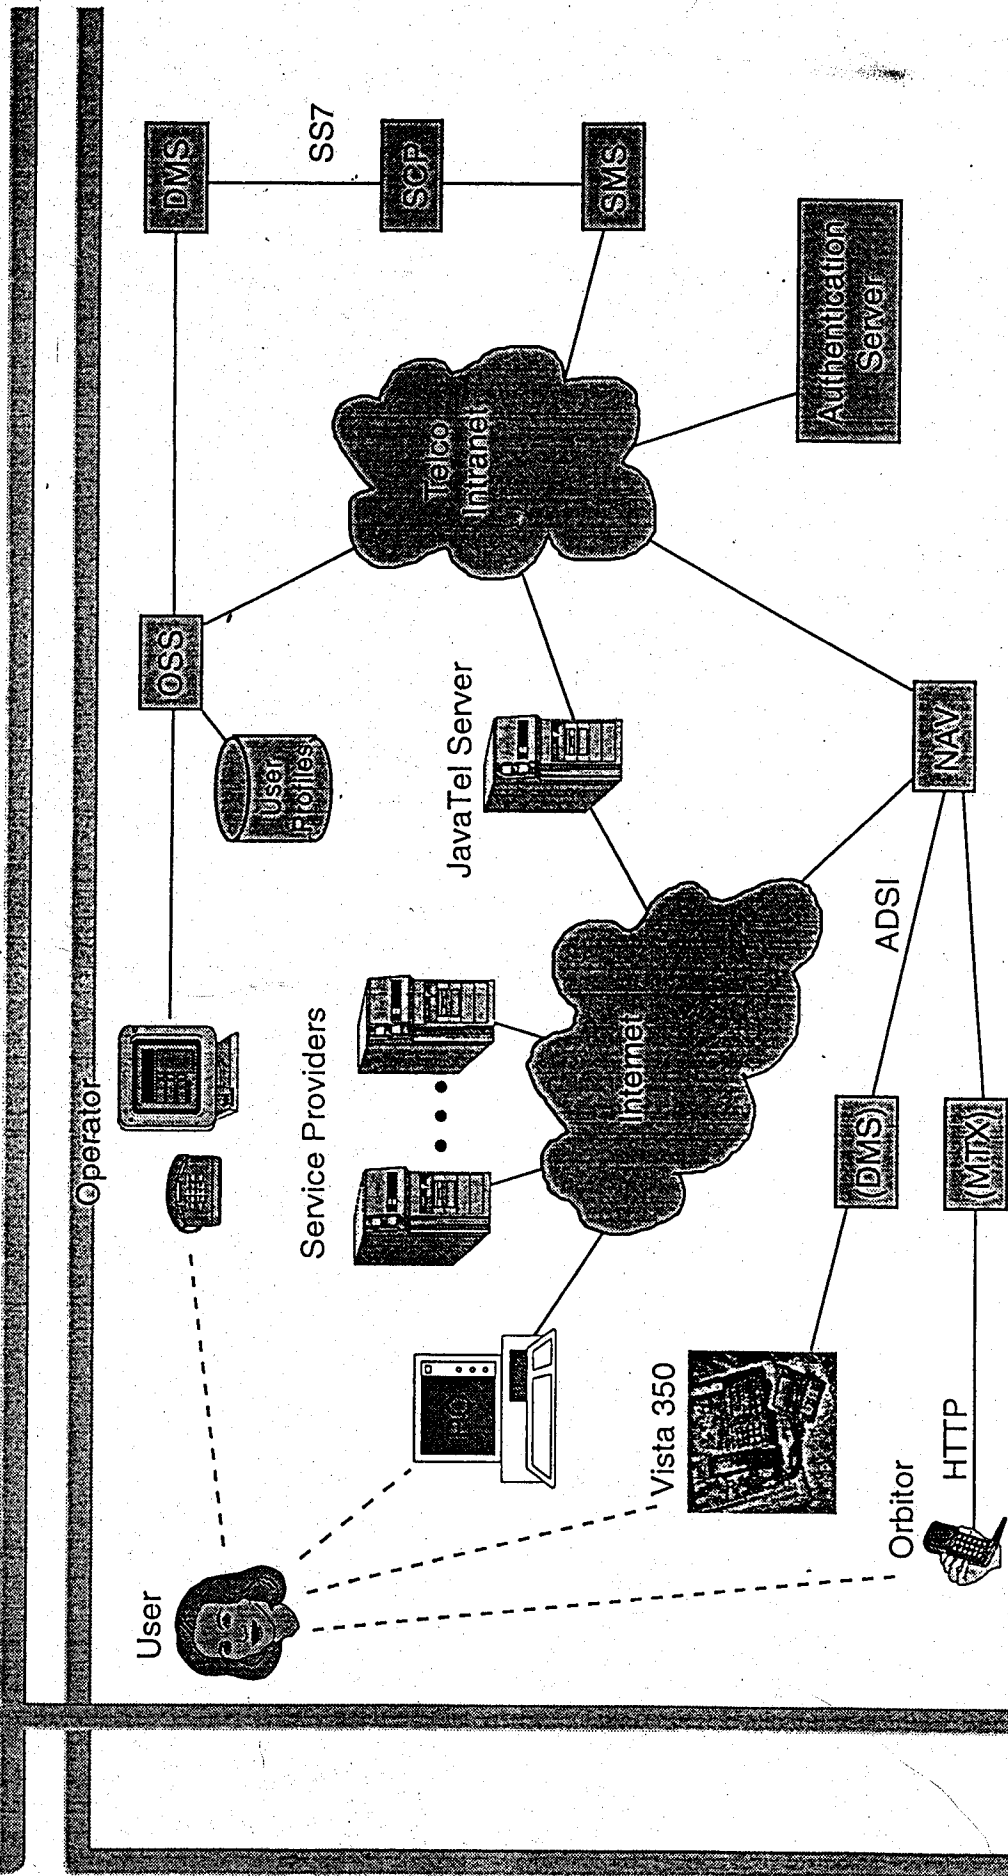 Operator
User
OSS
DMS
User
Profiles
SS7
Service Providers
SCP
Telco
Intranet
JavaTel Server
SMS
Internet
Vista 350
Authentication
Server
(DMS)
ADSI
Orbitor
HTTP
(MTX)
NAV